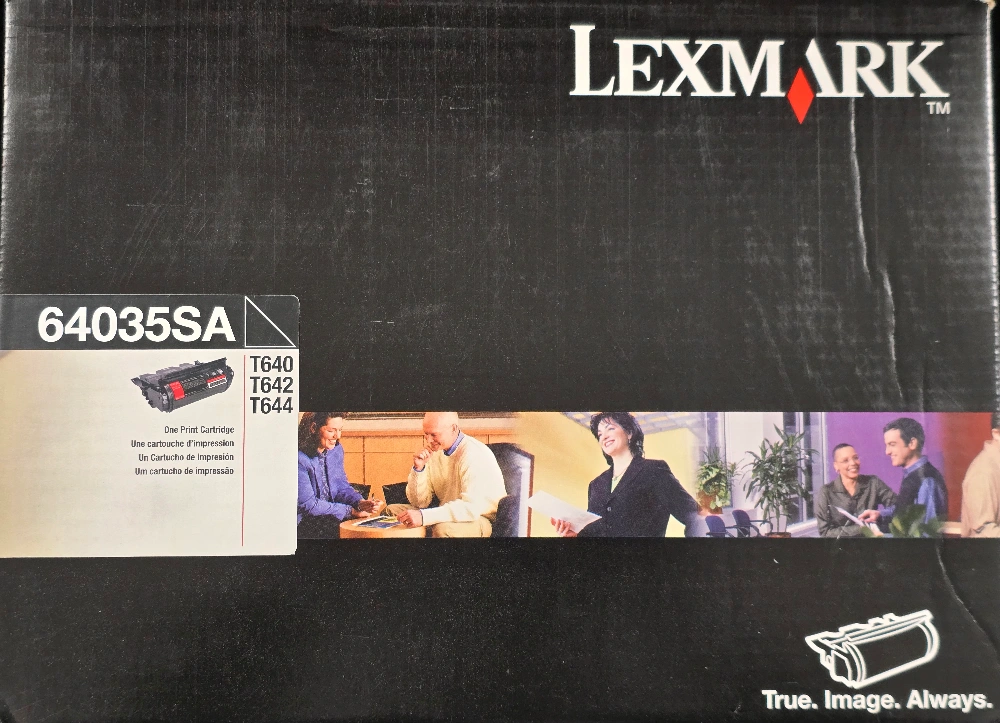 LEXMARK
TM
64035SA
T640
T642
T644
One Print Cartridge
Une cartouche d'impression
Un Cartucho de Impresión
Um cartucho de impressão
True. Image. Always.